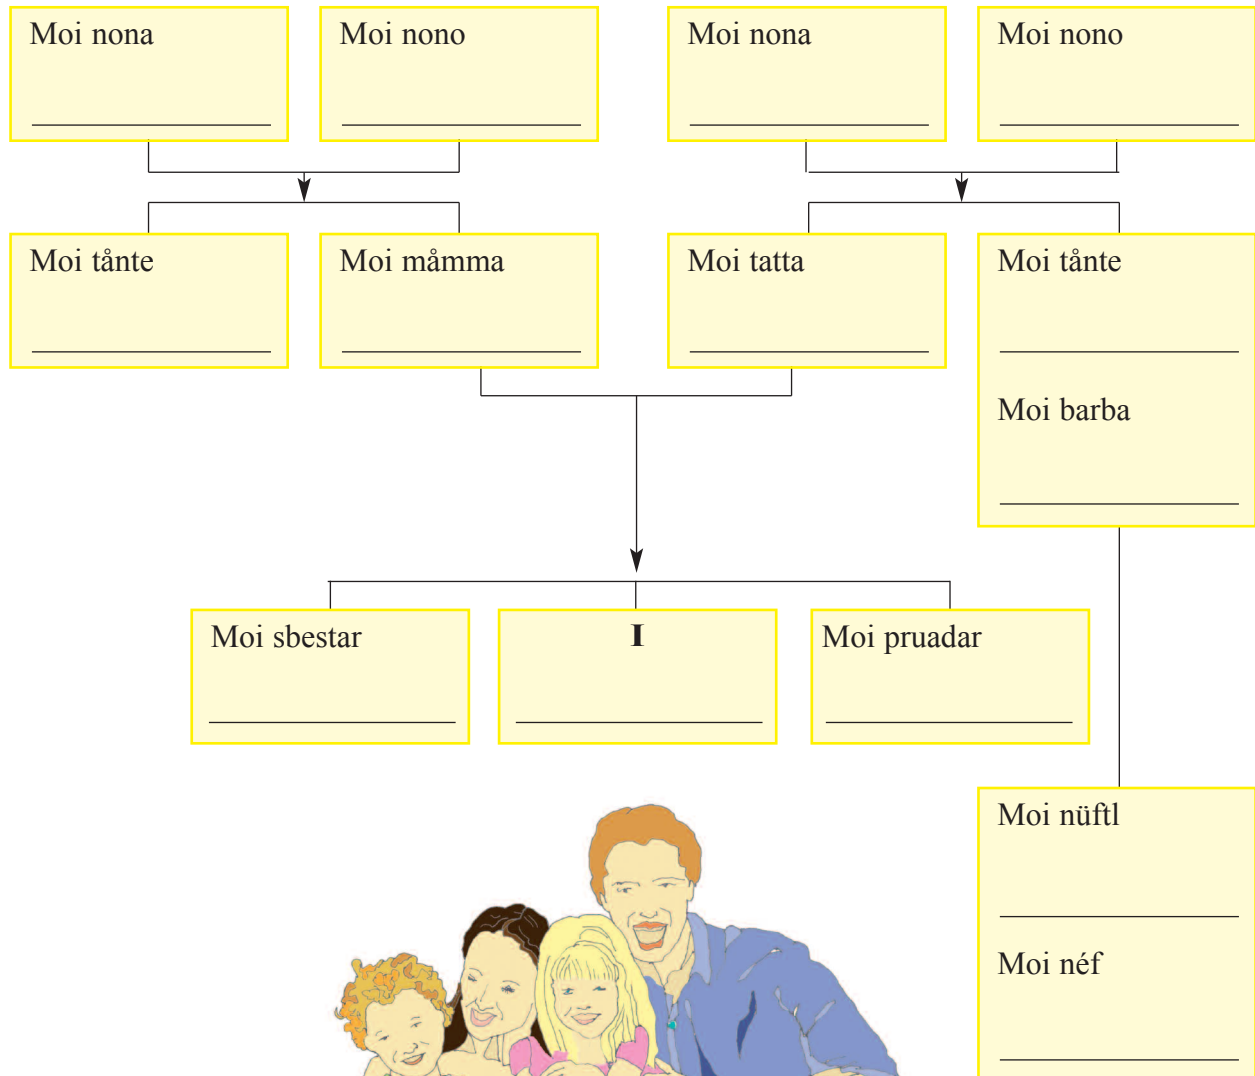 Moi nona
Moi nono
Moi nona
Moi nono
Moi tånte
Moi måmma
Moi tatta
Moi tånte
Moi barba
Moi sbestar
I
Moi pruadar
Moi nüftl
Moi néf